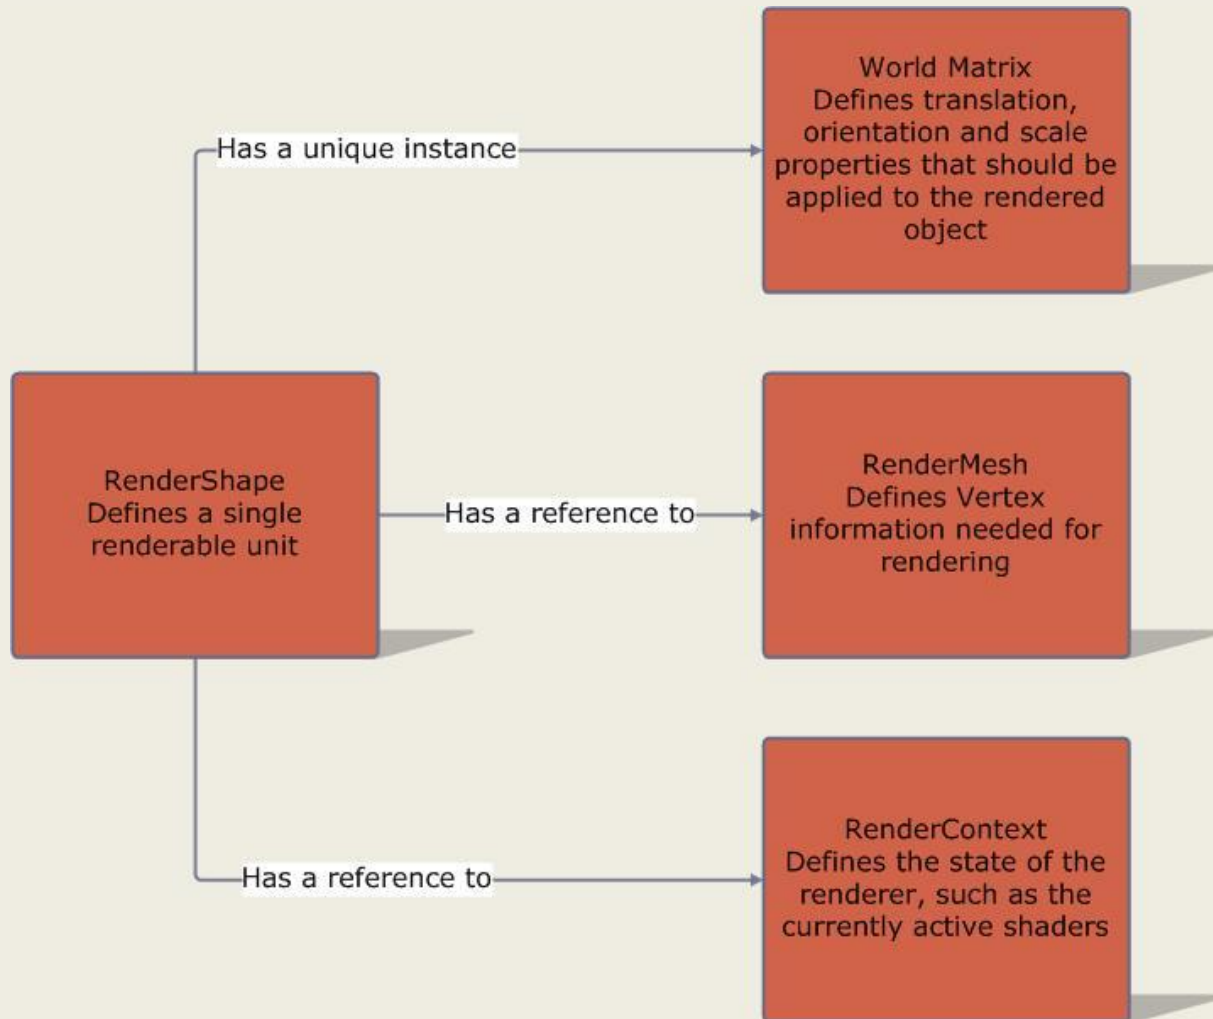 World Matrix
Defines translation,
orientation and scale
properties that should be
applied to the rendered
object
Has a unique instance
RenderShape
Defines a single
renderable unit
Has a reference to
RenderMesh
Defines Vertex
information needed for
rendering
Has a reference to
RenderContext
Defines the state of the
renderer, such as the
currently active shaders